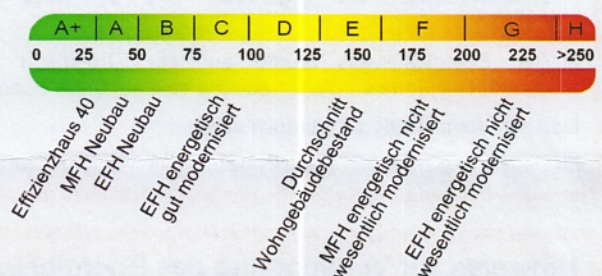 A+ A B C D E F G H
0 25 50 75 100 125 150 175 200 225 >250
Effizienzhaus 40
MFH Neubau
EFH Neubau
EFH energetisch
gut modernisiert
Durchschnitt
Wohngebäudebestand
MFH energetisch nicht
wesentlich modernisiert
EFH energetisch nicht
wesentlich modernisiert